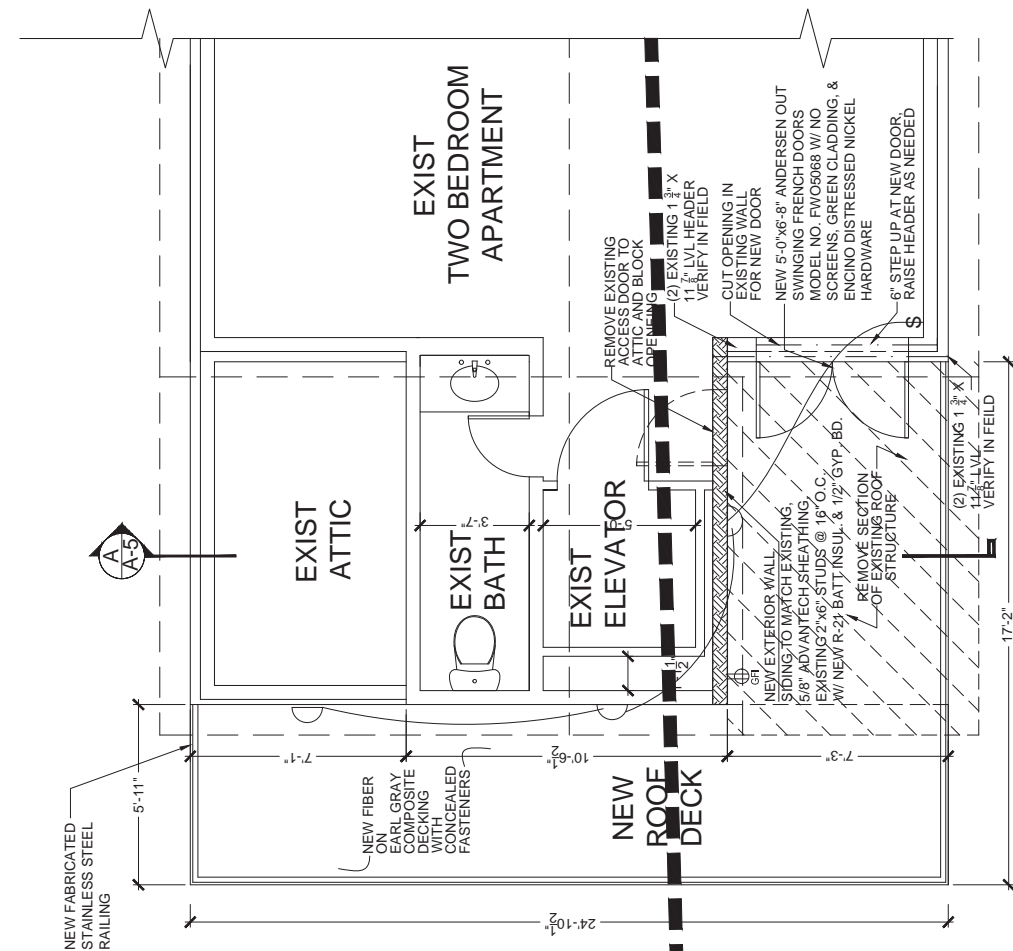 EXIST
TWO BEDROOM
APARTMENT
REMOVE EXISTING
ACCESS DOOR TO
ATTIC AND BLOCK
OPENFING
(2) EXISTING 1 3/4" X
11 7/8" LVL HEADER
VERIFY IN FIELD
CUT OPENING IN
EXISTING WALL
FOR NEW DOOR
NEW 5'-0"x6'-8" ANDERSEN OUT
SWINGING FRENCH DOORS
MODEL NO. FWO5068 W/ NO
SCREENS, GREEN CLADDING, &
ENCINO DISTRESSED NICKEL
HARDWARE
6" STEP UP AT NEW DOOR,
RAISE HEADER AS NEEDED
S
A
A-5
EXIST
ATTIC
3'-7"
EXIST
BATH
EXIST
ELEVATOR
GFI
NEW EXTERIOR WALL
SIDING TO MATCH EXISTING,
5/8" ADVANTECH SHEATHING,
EXISTING 2"x6" STUDS @ 16" O.C.
W/ NEW R-21 BATT INSUL. & 1/2" GYP. BD.
REMOVE SECTION
OF EXISTING ROOF
STRUCTURE
(2) EXISTING 1 3/4" X
11 7/8" LVL
VERIFY IN FEILD
17'-2"
5'-11"
7'-1"
10'-6 1/2"
7'-3"
NEW FIBER
ON
EARL GRAY
COMPOSITE
DECKING
WITH
CONCEALED
FASTENERS
NEW
ROOF
DECK
NEW FABRICATED
STAINLESS STEEL
RAILING
24'-10 1/2"